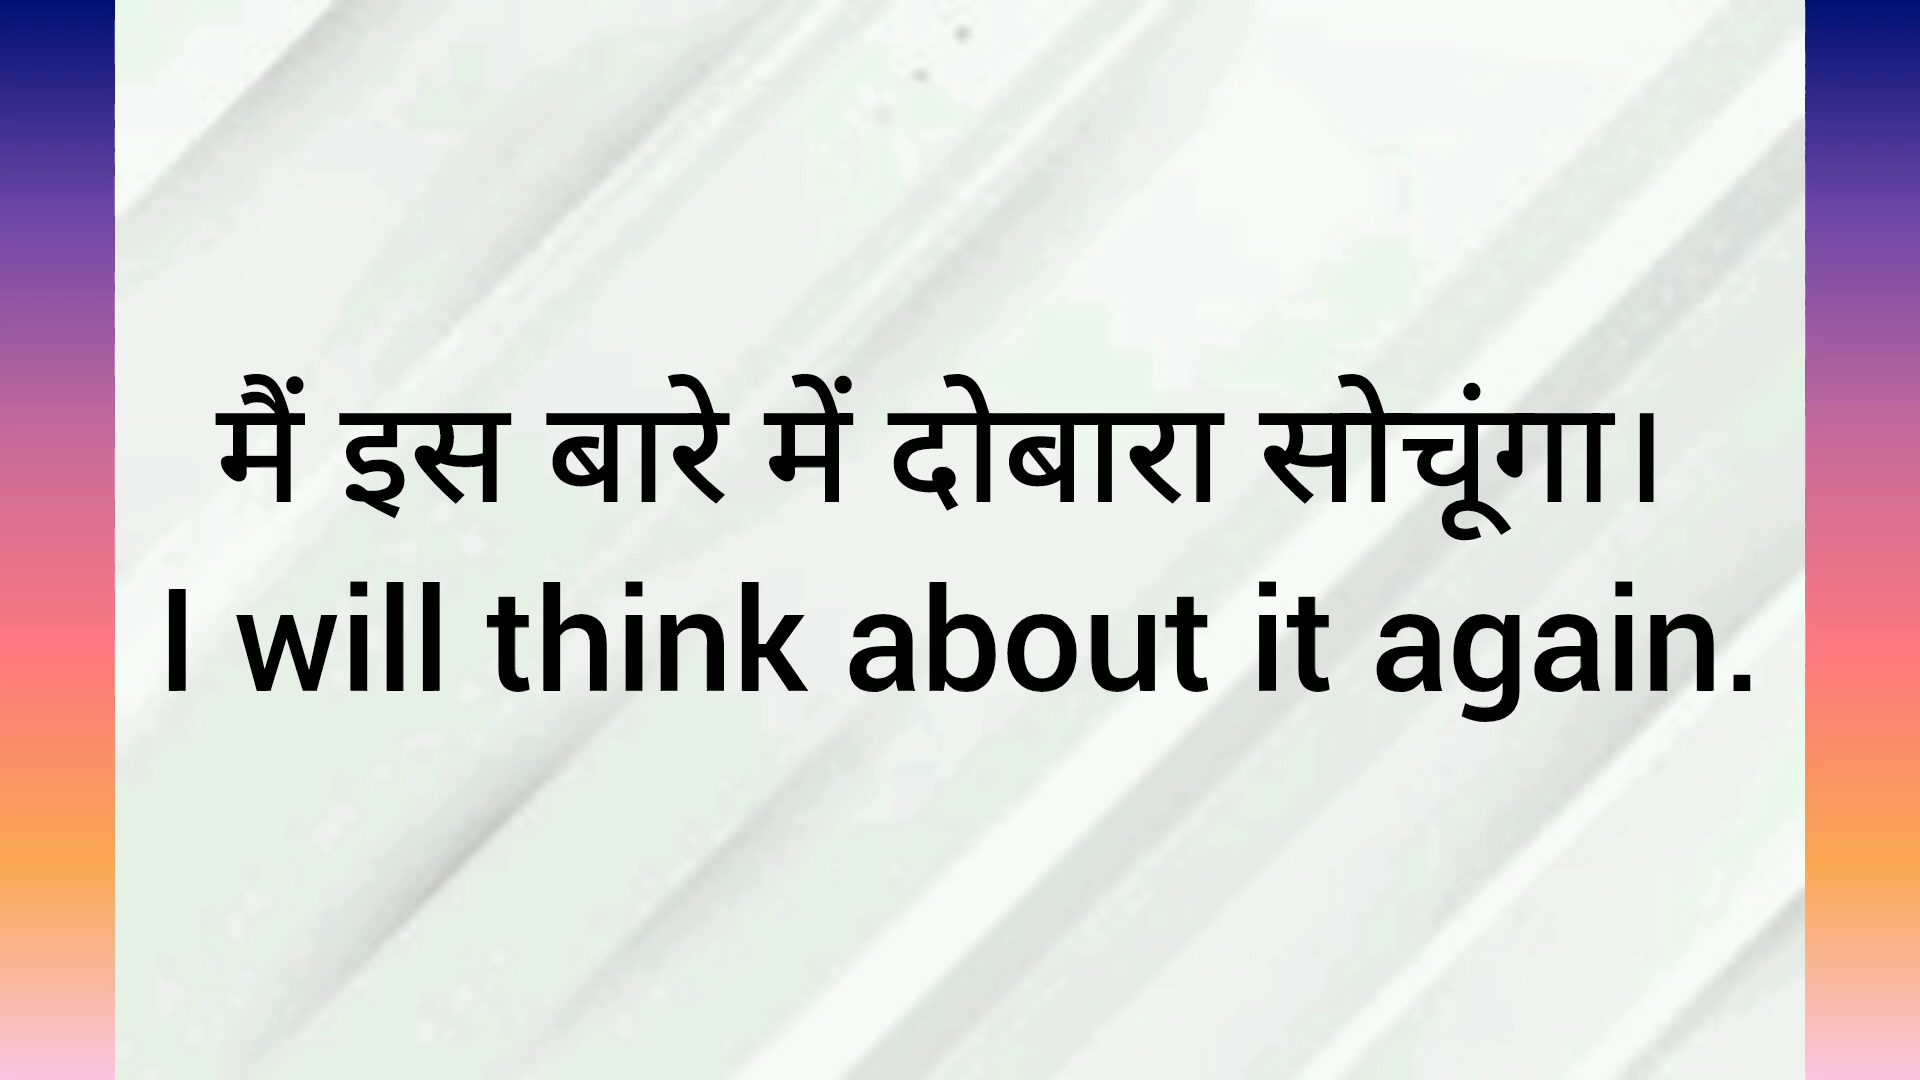 मैं इस बारे में दोबारा सोचूंगा।
I will think about it again.